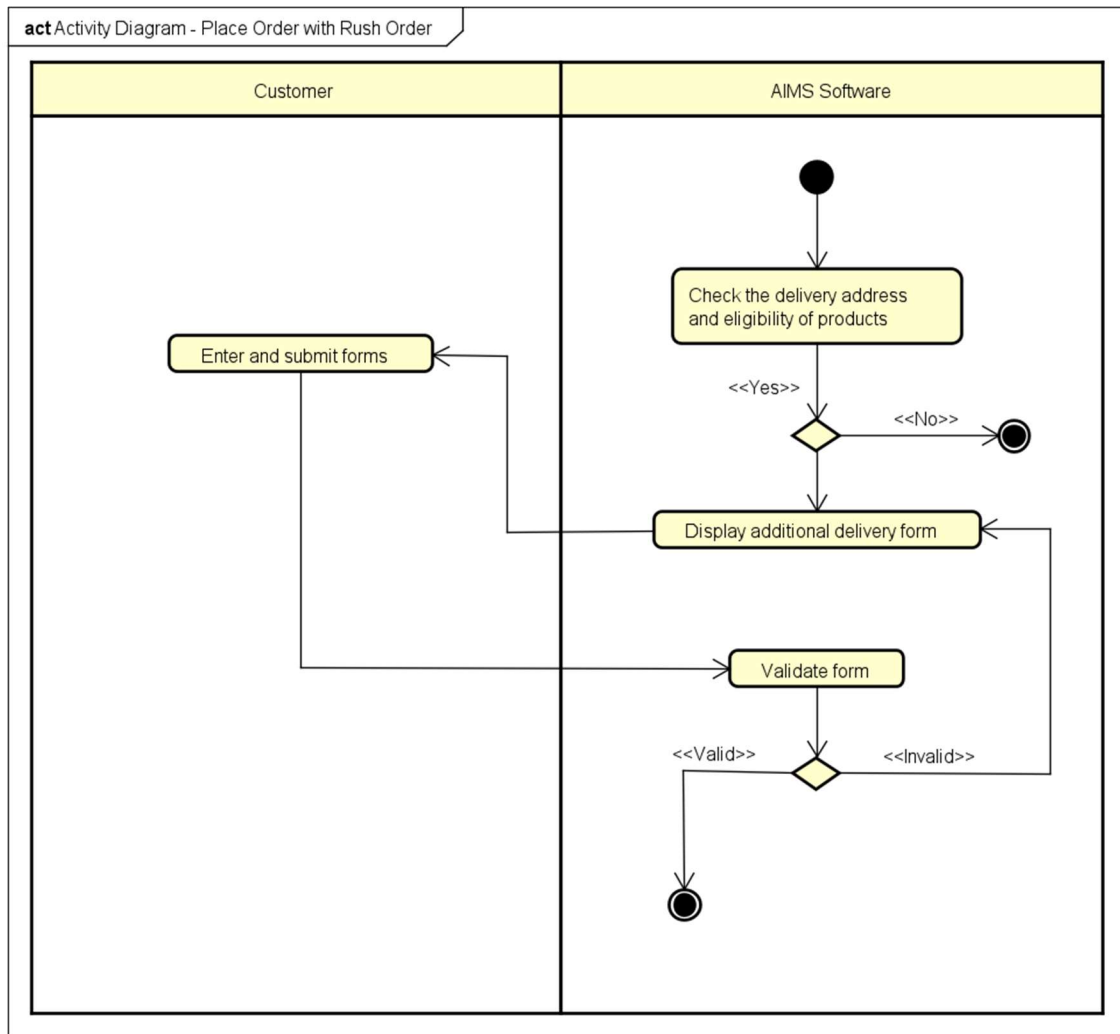 act Activity Diagram - Place Order with Rush Order
Customer
AIMS Software
Check the delivery address
and eligibility of products
Enter and submit forms
<<Yes>>
<<No>>
Display additional delivery form
Validate form
<<Valid>>
<<Invalid>>